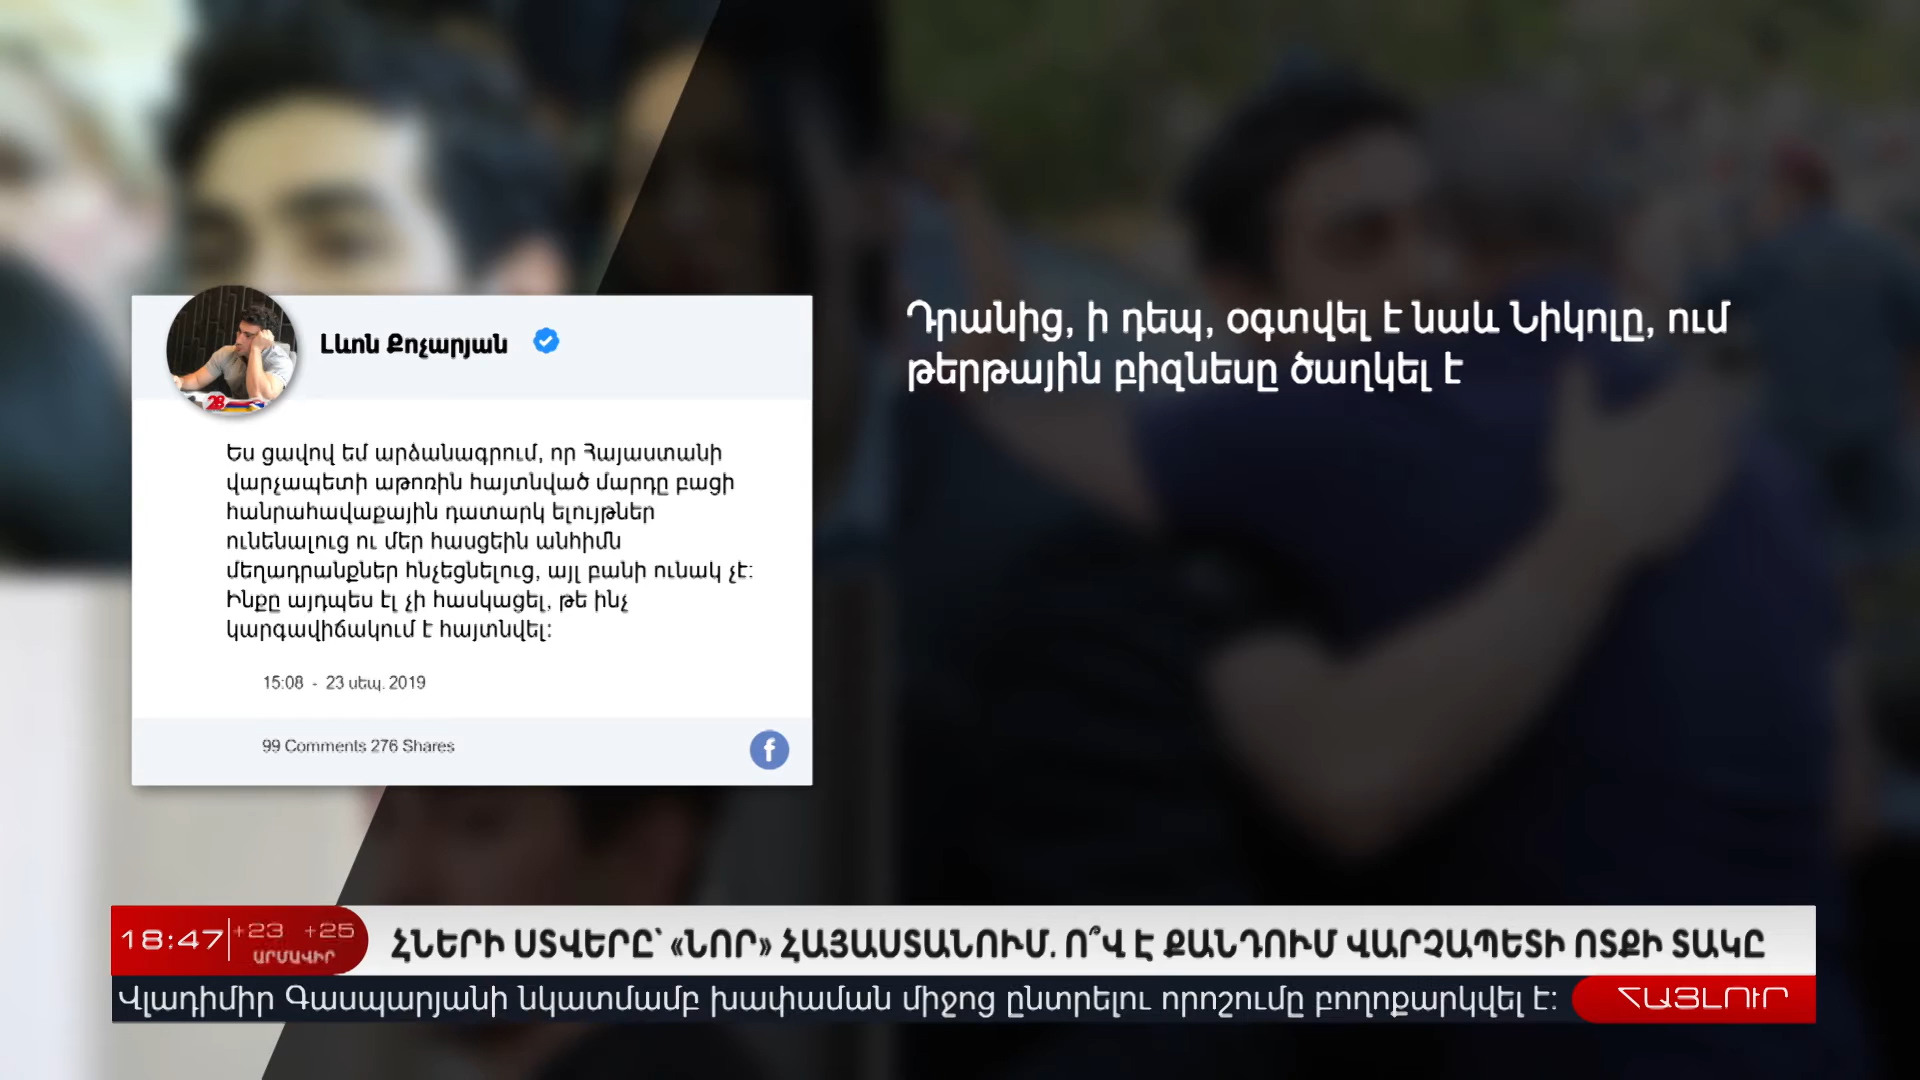 Լևոն Քոչարյան
Ես ցավով եմ արձանագրում, որ Հայաստանի
վարչապետի աթոռին հայտնված մարդը բացի
հանրահավաքային դատարկ ելույթներ
ունենալուց ու մեր հասցեին անհիմն
մեղադրանքներ հնչեցնելուց, այլ բանի ունակ չէ:
Ինքը այդպես էլ չի հասկացել, թե ինչ
կարգավիճակում է հայտնվել:
15:08 - 23 սեպ. 2019
99 Comments 276 Shares
Դրանից, ի դեպ, օգտվել է նաև Նիկոլը, ում
թերթային բիզնեսը ծաղկել է
18:47 +23 +25
ԱՐՄԱՎԻՐ
ՀՆԵՐԻ ՍՏՎԵՐԸ՝ «ՆՈՐ» ՀԱՅԱՍՏԱՆՈՒՄ. Ո՞Վ Է ՔԱՆԴՈՒՄ ՎԱՐՉԱՊԵՏԻ ՈՏՔԻ ՏԱԿԸ
Վլադիմիր Գասպարյանի նկատմամբ խափաման միջոց ընտրելու որոշումը բողոքարկվել է:
ՀԱՅԼՈՒՐ